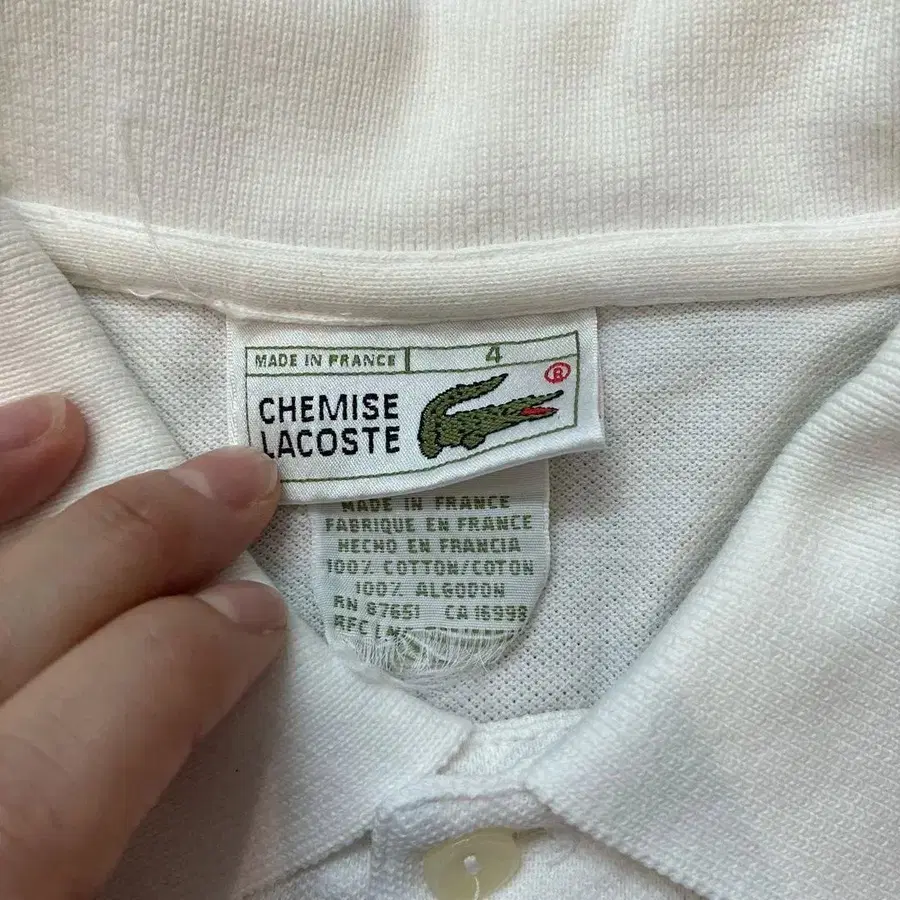 MADE IN FRANCE 4
®
CHEMISE
LACOSTE
MADE IN FRANCE
FABRIQUE EN FRANCE
HECHO EN FRANCIA
100% COTTON/COTON
100% ALGODON
RN 87651 CA 16998